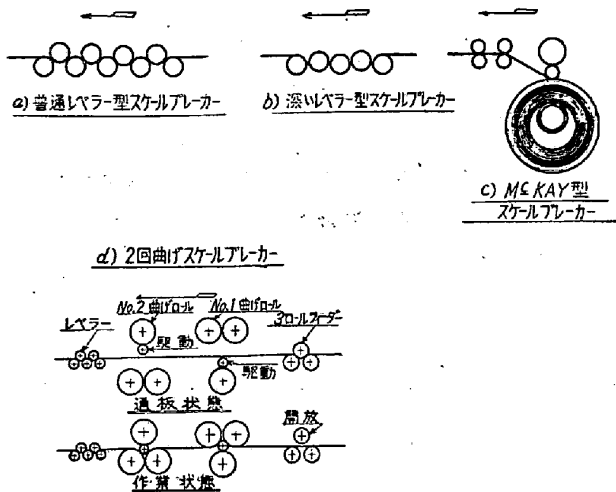 a) 普通レベラー型スケールブレーカー
b) 深いレベラー型スケールブレーカー
c) McKAY型
スケールブレーカー
d) 2回曲げスケールブレーカー
No.2曲げロール
No.1曲げロール
3ロールフィーダー
レベラー
駆動
駆動
通板状態
開放
作業状態